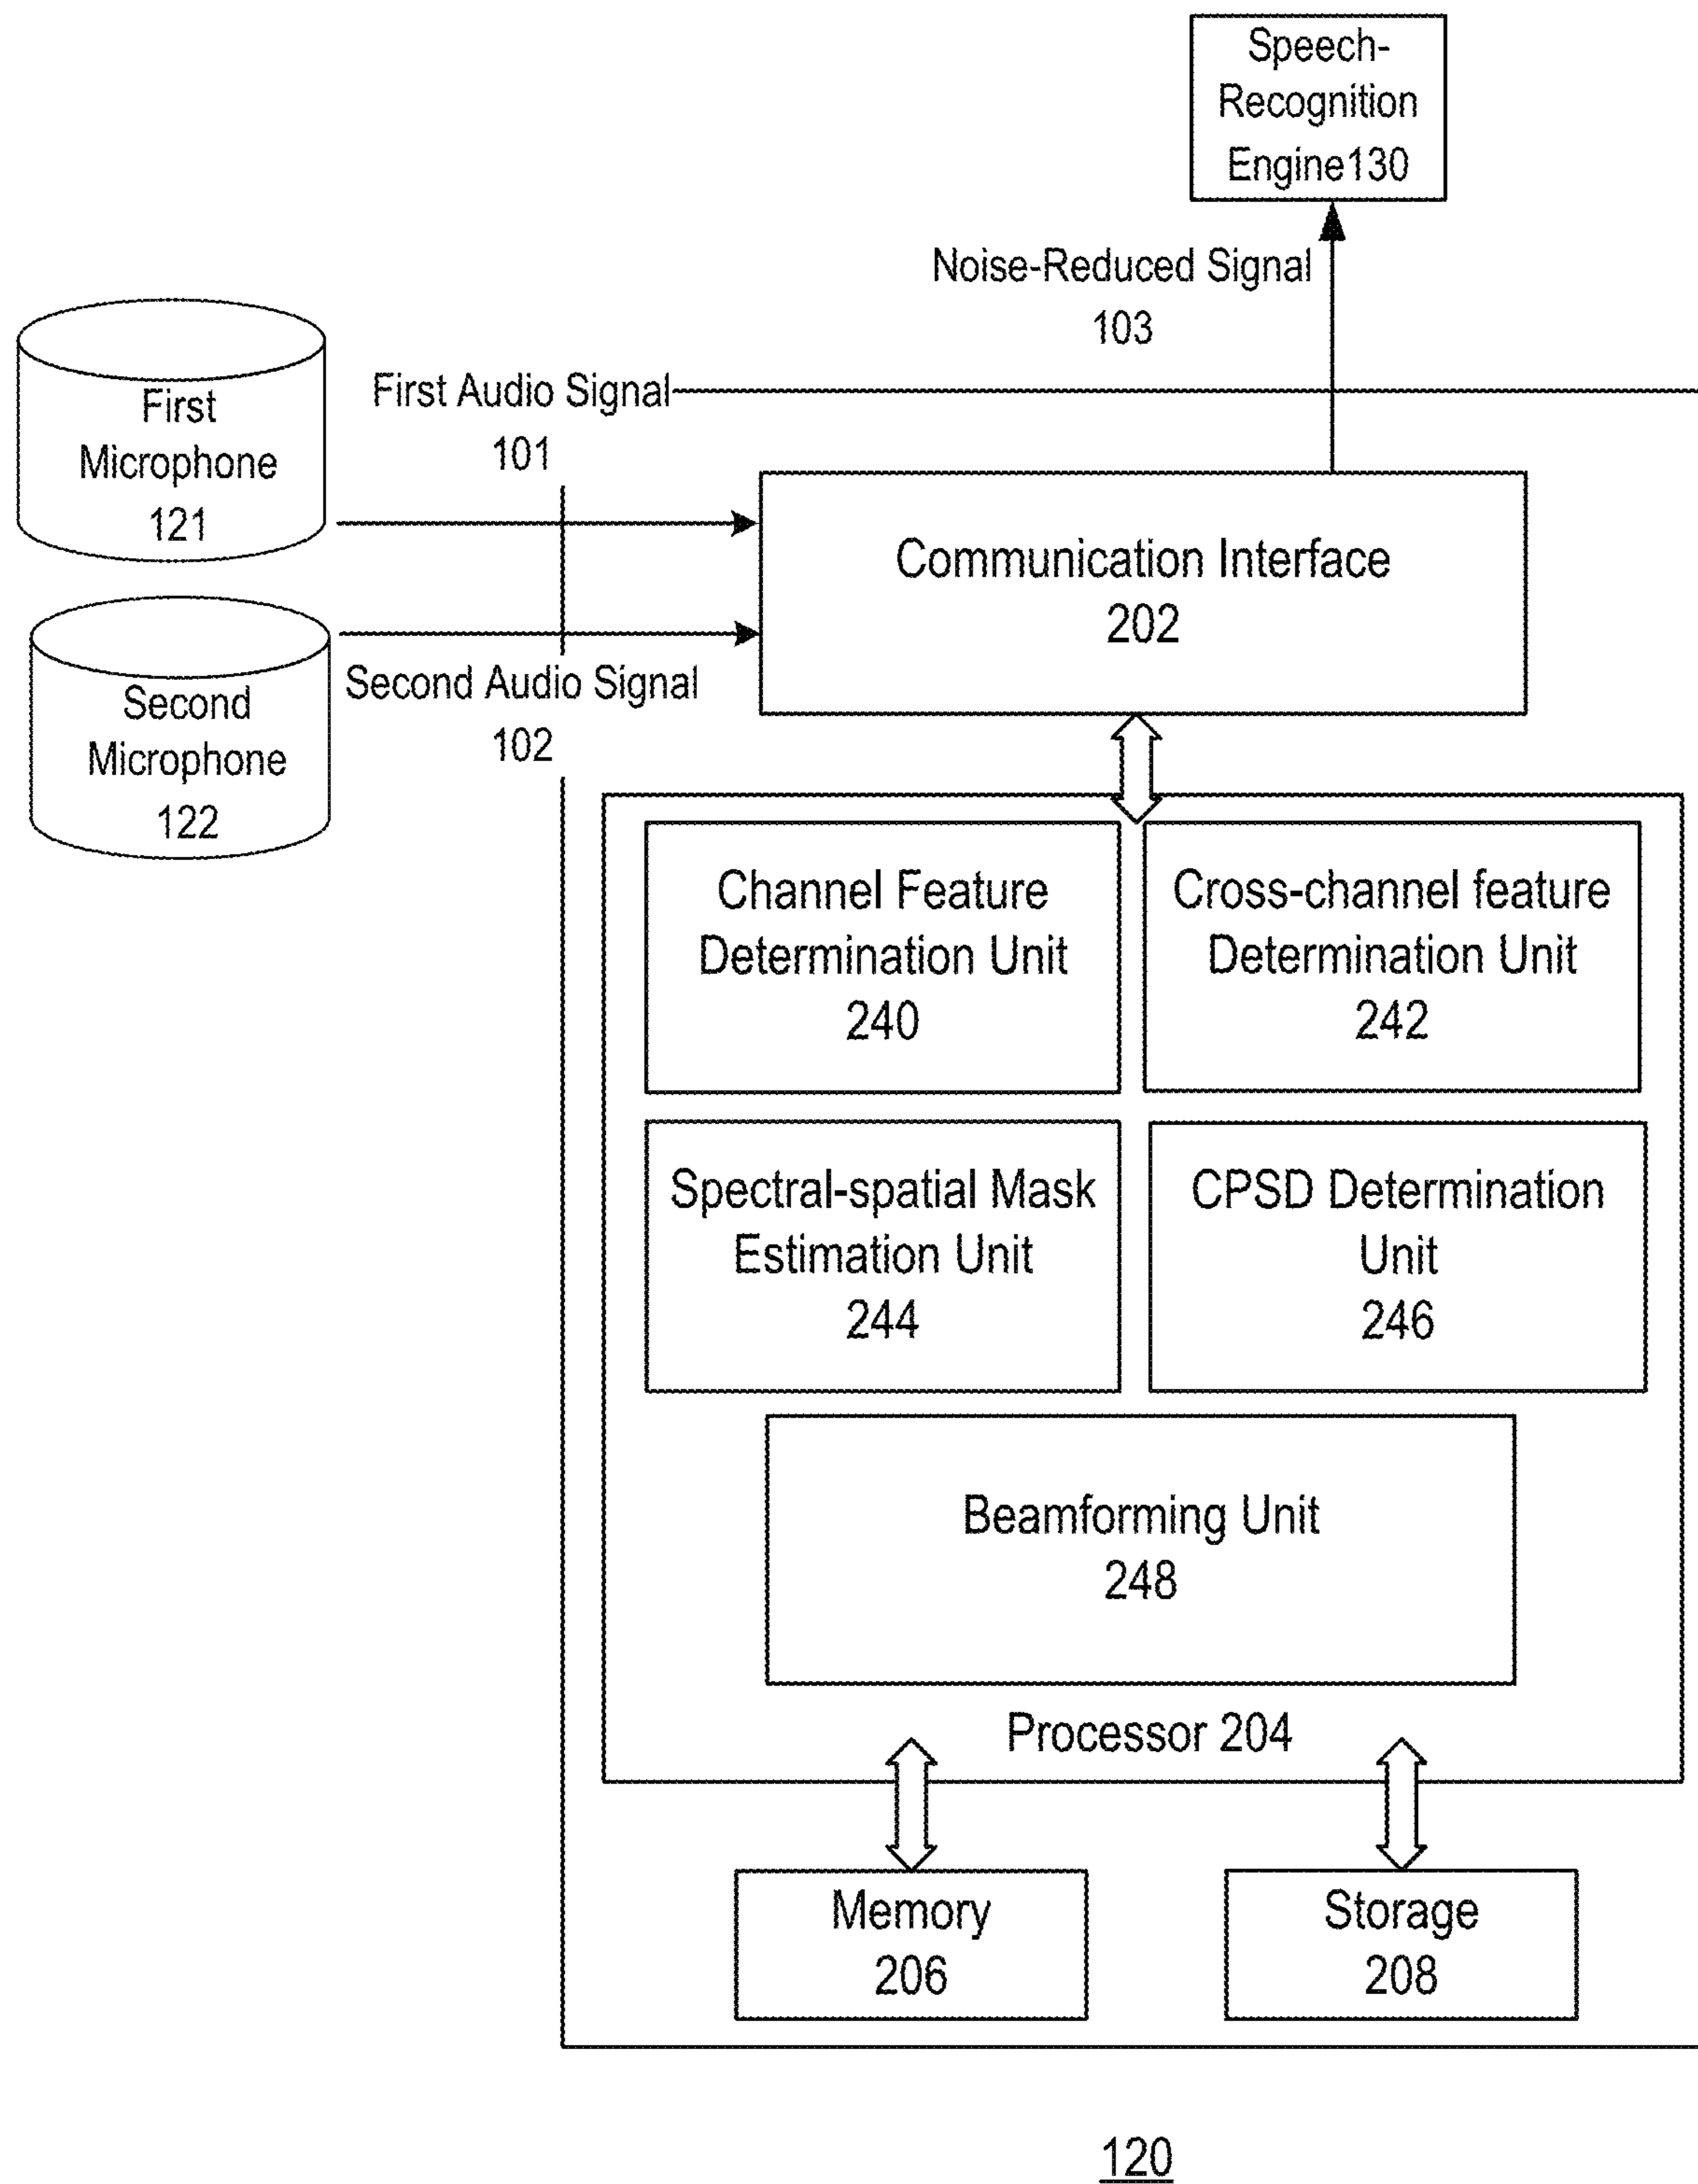 Speech-
Recognition
Engine130
Noise-Reduced Signal
103
First
Microphone
121
First Audio Signal
101
Communication Interface
202
Second
Microphone
122
Second Audio Signal
102
Channel Feature
Determination Unit
240
Cross-channel feature
Determination Unit
242
Spectral-spatial Mask
Estimation Unit
244
CPSD Determination
Unit
246
Beamforming Unit
248
Processor 204
Memory
206
Storage
208
120